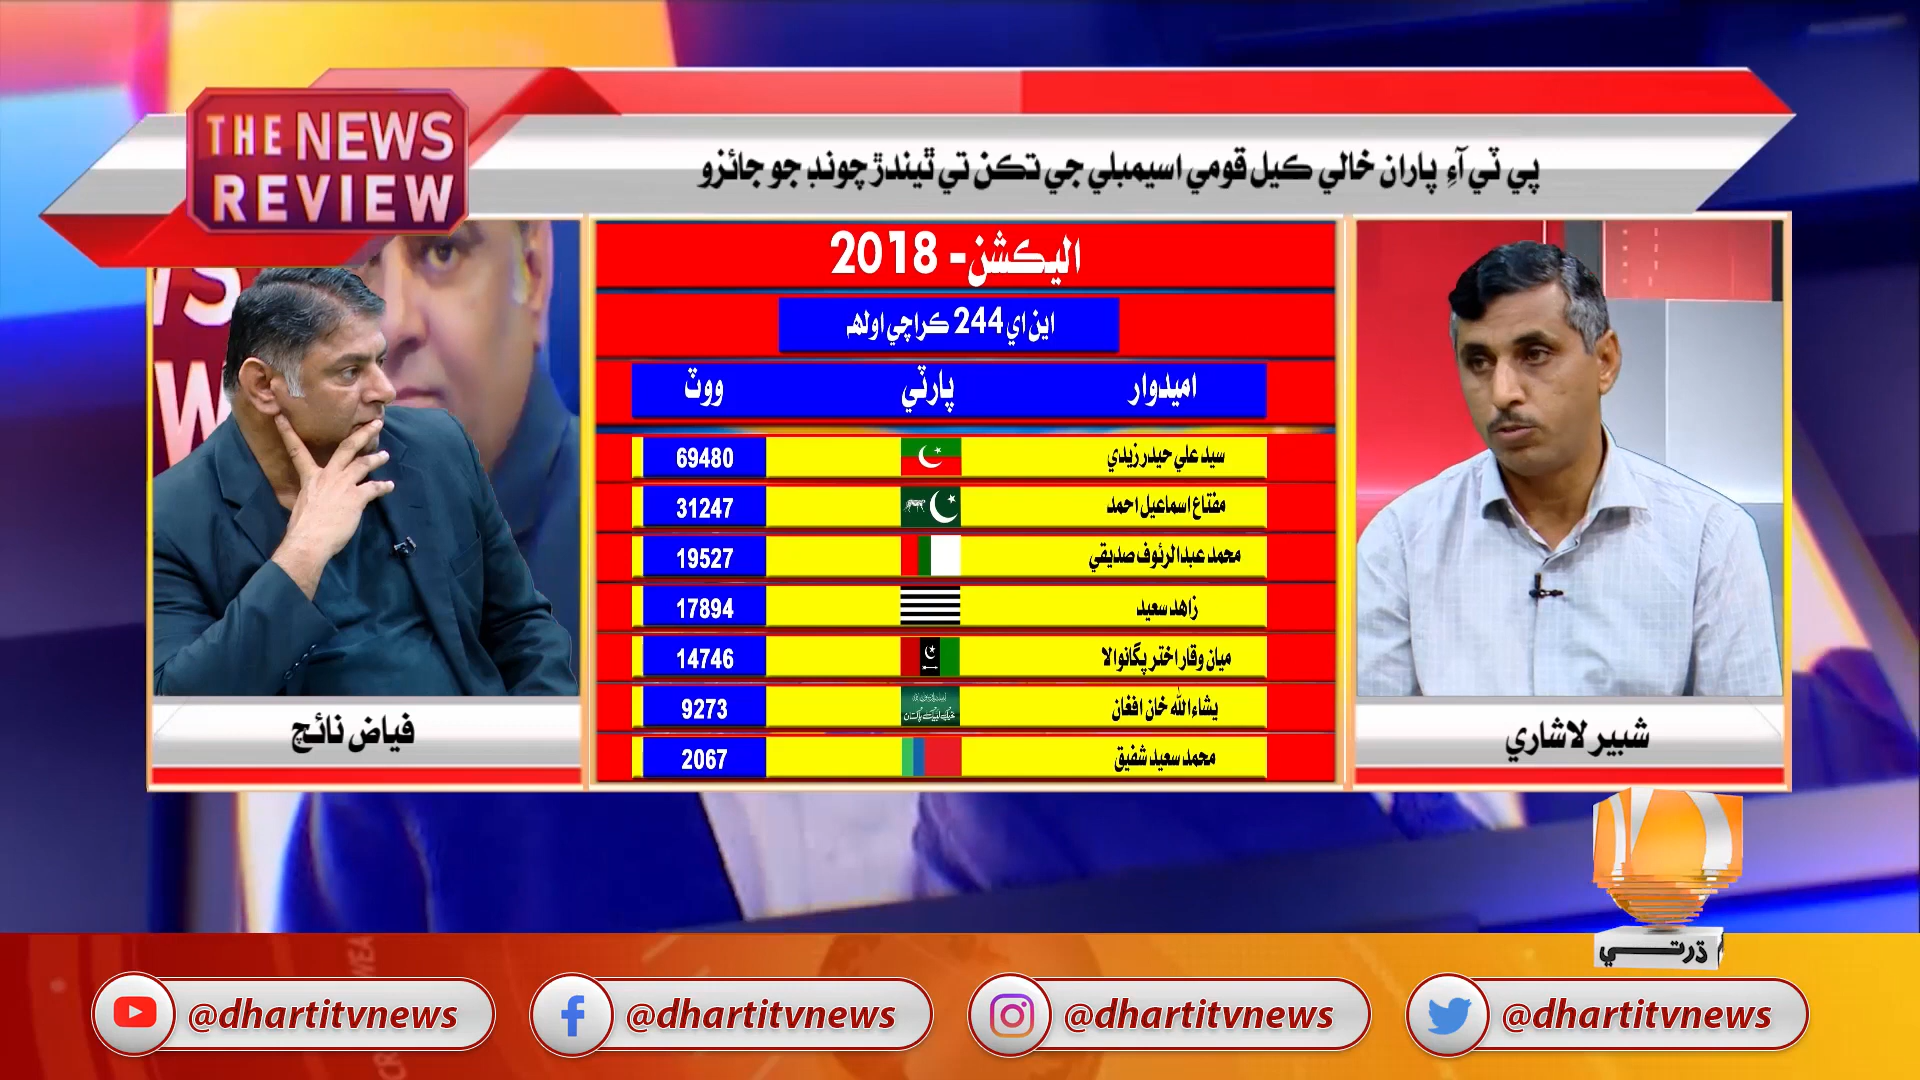 THE NEWS
REVIEW
پي ٽي آءِ پاران خالي ڪيل قومي اسيمبلي جي تڪن تي ٿيندڙ چونڊ جو جائزو
اليڪشن- 2018
اين اي 244 ڪراچي اولهه
اميدوار پارٽي ووٽ
سيد علي حيدر زيدي 69480
مفتاع اسماعيل احمد 31247
محمد عبدالرئوف صديقي 19527
زاهد سعيد 17894
ميان وقار اختر پگانوالا 14746
يشاءالله خان افغان 9273
محمد سعيد شفيق 2067
فياض نائچ
شبير لاشاري
ڌرتي
@dhartitvnews
@dhartitvnews
@dhartitvnews
@dhartitvnews